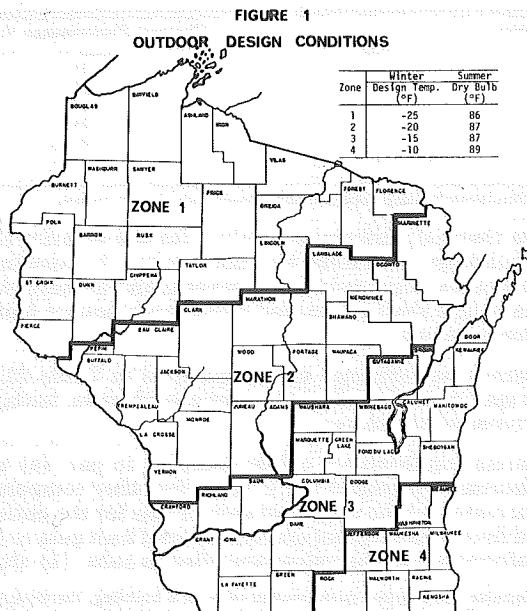 FIGURE 1
OUTDOOR DESIGN CONDITIONS
Winter Summer
Zone Design Temp. Dry Bulb
(°F) (°F)
1 -25 86
2 -20 87
3 -15 87
4 -10 89
DOUGLAS
BAYFIELD
ASHLAND
IRON
VILAS
BURNETT
WASHBURN
SAWYER
FOREST
FLORENCE
ZONE 1
PRICE
ONEIDA
MARINETTE
POLK
BARRON
RUSK
LINCOLN
LANGLADE
OCONTO
TAYLOR
CHIPPEWA
ST CROIX
DUNN
MENOMINEE
CLARK
MARATHON
SHAWANO
PIERCE
EAU CLAIRE
DOOR
PEPIN
BUFFALO
WOOD
PORTAGE
WAUPACA
OUTAGAMIE
KEWAUNEE
JACKSON
ZONE 2
TREMPEALEAU
JUNEAU
ADAMS
WAUSHARA
WINNEBAGO
CALUMET
MANITOWOC
MONROE
LA CROSSE
MARQUETTE
GREEN
LAKE
FOND DU LAC
SHEBOYGAN
VERNON
SAUK
COLUMBIA
DODGE
CRAWFORD
RICHLAND
ZONE 3
WASHINGTON
DANE
JEFFERSON
WAUKESHA
MILWAUKEE
GRANT
IOWA
ZONE 4
LA FAYETTE
GREEN
ROCK
WALWORTH
RACINE
KENOSHA